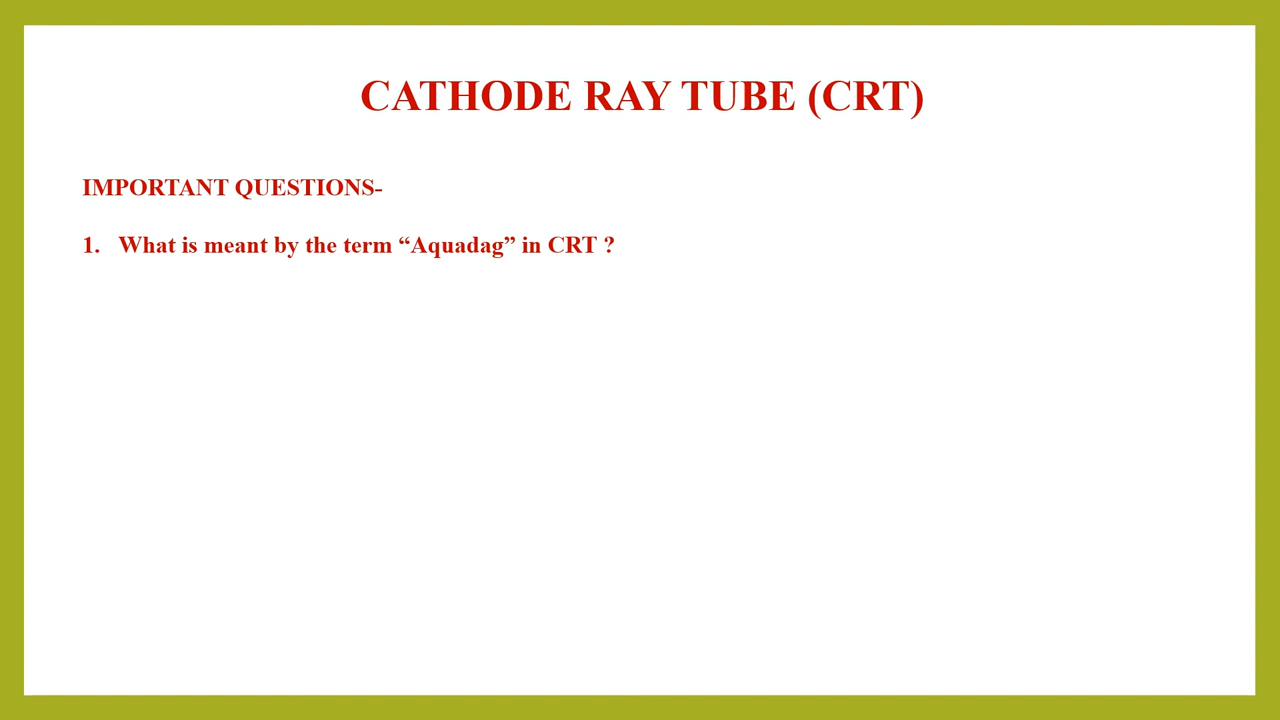 CATHODE RAY TUBE (CRT)
IMPORTANT QUESTIONS-
1. What is meant by the term “Aquadag” in CRT ?